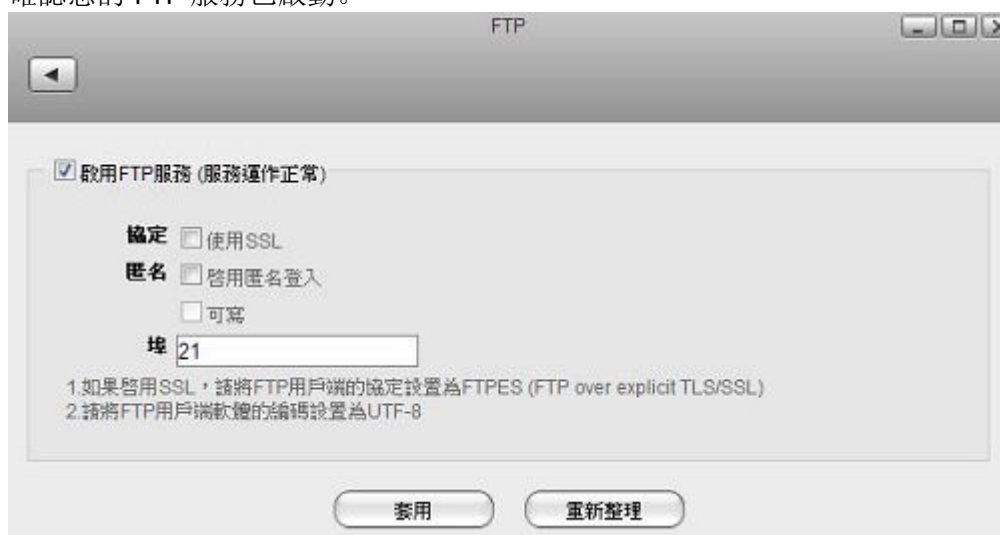 確認您的 FTP 服務已啟動。
FTP
啟用FTP服務 (服務運作正常)
協定 使用SSL
匿名 啓用匿名登入
可寫
埠 21
1.如果啓用SSL，請將FTP用戶端的協定設置為FTPES (FTP over explicit TLS/SSL)
2.請將FTP用戶端軟體的編碼設置為UTF-8
套用 重新整理